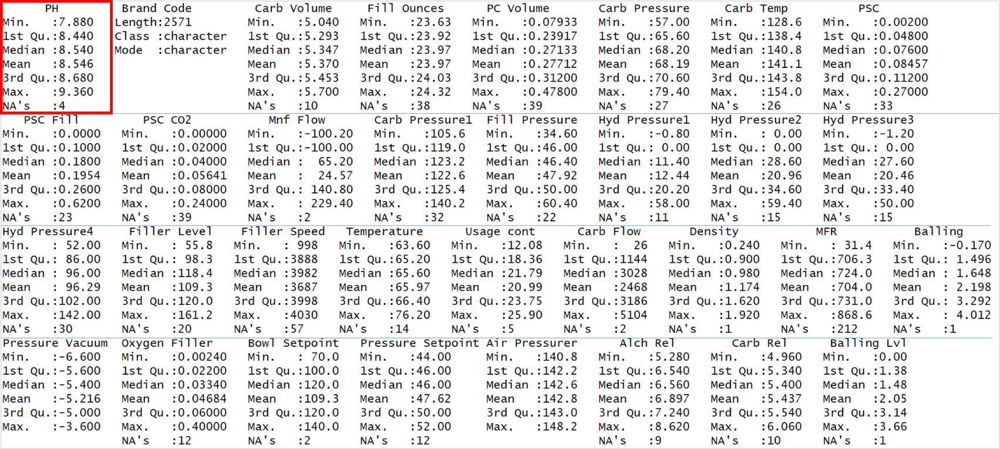 PH Brand Code Carb Volume Fill Ounces PC Volume Carb Pressure Carb Temp PSC
Min. :7.880 Length:2571 Min. :5.040 Min. :23.63 Min. :0.07933 Min. :57.00 Min. :128.6 Min. :0.00200
1st Qu.:8.440 Class :character 1st Qu.:5.293 1st Qu.:23.92 1st Qu.:0.23917 1st Qu.:65.60 1st Qu.:138.4 1st Qu.:0.04800
Median :8.540 Mode :character Median :5.347 Median :23.97 Median :0.27133 Median :68.20 Median :140.8 Median :0.07600
Mean :8.546 Mean :5.370 Mean :23.97 Mean :0.27712 Mean :68.19 Mean :141.1 Mean :0.08457
3rd Qu.:8.680 3rd Qu.:5.453 3rd Qu.:24.03 3rd Qu.:0.31200 3rd Qu.:70.60 3rd Qu.:143.8 3rd Qu.:0.11200
Max. :9.360 Max. :5.700 Max. :24.32 Max. :0.47800 Max. :79.40 Max. :154.0 Max. :0.27000
NA's :4 NA's :10 NA's :38 NA's :39 NA's :27 NA's :26 NA's :33
PSC Fill PSC CO2 Mnf Flow Carb Pressure1 Fill Pressure Hyd Pressure1 Hyd Pressure2 Hyd Pressure3
Min. :0.0000 Min. :0.00000 Min. :-100.20 Min. :105.6 Min. :34.60 Min. :-0.80 Min. : 0.00 Min. :-1.20
1st Qu.:0.1000 1st Qu.:0.02000 1st Qu.:-100.00 1st Qu.:119.0 1st Qu.:46.00 1st Qu.: 0.00 1st Qu.: 0.00 1st Qu.: 0.00
Median :0.1800 Median :0.04000 Median : 65.20 Median :123.2 Median :46.40 Median :11.40 Median :28.60 Median :27.60
Mean :0.1954 Mean :0.05641 Mean : 24.57 Mean :122.6 Mean :47.92 Mean :12.44 Mean :20.96 Mean :20.46
3rd Qu.:0.2600 3rd Qu.:0.08000 3rd Qu.: 140.80 3rd Qu.:125.4 3rd Qu.:50.00 3rd Qu.:20.20 3rd Qu.:34.60 3rd Qu.:33.40
Max. :0.6200 Max. :0.24000 Max. : 229.40 Max. :140.2 Max. :60.40 Max. :58.00 Max. :59.40 Max. :50.00
NA's :23 NA's :39 NA's :2 NA's :32 NA's :22 NA's :11 NA's :15 NA's :15
Hyd Pressure4 Filler Level Filler Speed Temperature Usage cont Carb Flow Density MFR Balling
Min. : 52.00 Min. : 55.8 Min. : 998 Min. :63.60 Min. :12.08 Min. : 26 Min. :0.240 Min. : 31.4 Min. :-0.170
1st Qu.: 86.00 1st Qu.: 98.3 1st Qu.:3888 1st Qu.:65.20 1st Qu.:18.36 1st Qu.:1144 1st Qu.:0.900 1st Qu.:706.3 1st Qu.: 1.496
Median : 96.00 Median :118.4 Median :3982 Median :65.60 Median :21.79 Median :3028 Median :0.980 Median :724.0 Median : 1.648
Mean : 96.29 Mean :109.3 Mean :3687 Mean :65.97 Mean :20.99 Mean :2468 Mean :1.174 Mean :704.0 Mean : 2.198
3rd Qu.:102.00 3rd Qu.:120.0 3rd Qu.:3998 3rd Qu.:66.40 3rd Qu.:23.75 3rd Qu.:3186 3rd Qu.:1.620 3rd Qu.:731.0 3rd Qu.: 3.292
Max. :142.00 Max. :161.2 Max. :4030 Max. :76.20 Max. :25.90 Max. :5104 Max. :1.920 Max. :868.6 Max. : 4.012
NA's :30 NA's :20 NA's :57 NA's :14 NA's :5 NA's :2 NA's :1 NA's :212 NA's :1
Pressure Vacuum Oxygen Filler Bowl Setpoint Pressure Setpoint Air Pressurer Alch Rel Carb Rel Balling Lvl
Min. :-6.600 Min. :0.00240 Min. : 70.0 Min. :44.00 Min. :140.8 Min. :5.280 Min. :4.960 Min. :0.00
1st Qu.:-5.600 1st Qu.:0.02200 1st Qu.:100.0 1st Qu.:46.00 1st Qu.:142.2 1st Qu.:6.540 1st Qu.:5.340 1st Qu.:1.38
Median :-5.400 Median :0.03340 Median :120.0 Median :46.00 Median :142.6 Median :6.560 Median :5.400 Median :1.48
Mean :-5.216 Mean :0.04684 Mean :109.3 Mean :47.62 Mean :142.8 Mean :6.897 Mean :5.437 Mean :2.05
3rd Qu.:-5.000 3rd Qu.:0.06000 3rd Qu.:120.0 3rd Qu.:50.00 3rd Qu.:143.0 3rd Qu.:7.240 3rd Qu.:5.540 3rd Qu.:3.14
Max. :-3.600 Max. :0.40000 Max. :140.0 Max. :52.00 Max. :148.2 Max. :8.620 Max. :6.060 Max. :3.66
NA's :12 NA's :2 NA's :12 NA's :9 NA's :10 NA's :1